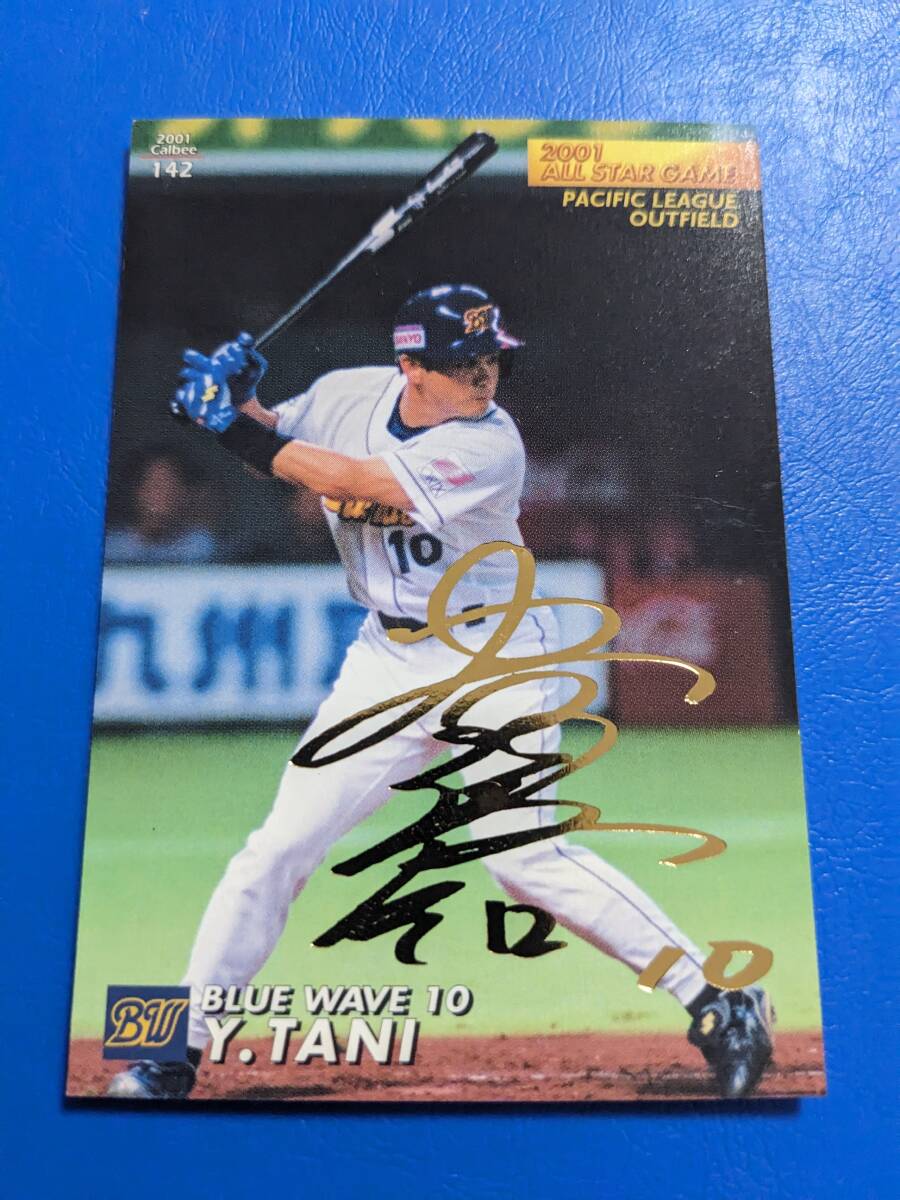 2001
Calbee
142
2001
ALL STAR GAME
PACIFIC LEAGUE
OUTFIELD
SANYO
10
九州
10
BW
BLUE WAVE 10
Y. TANI